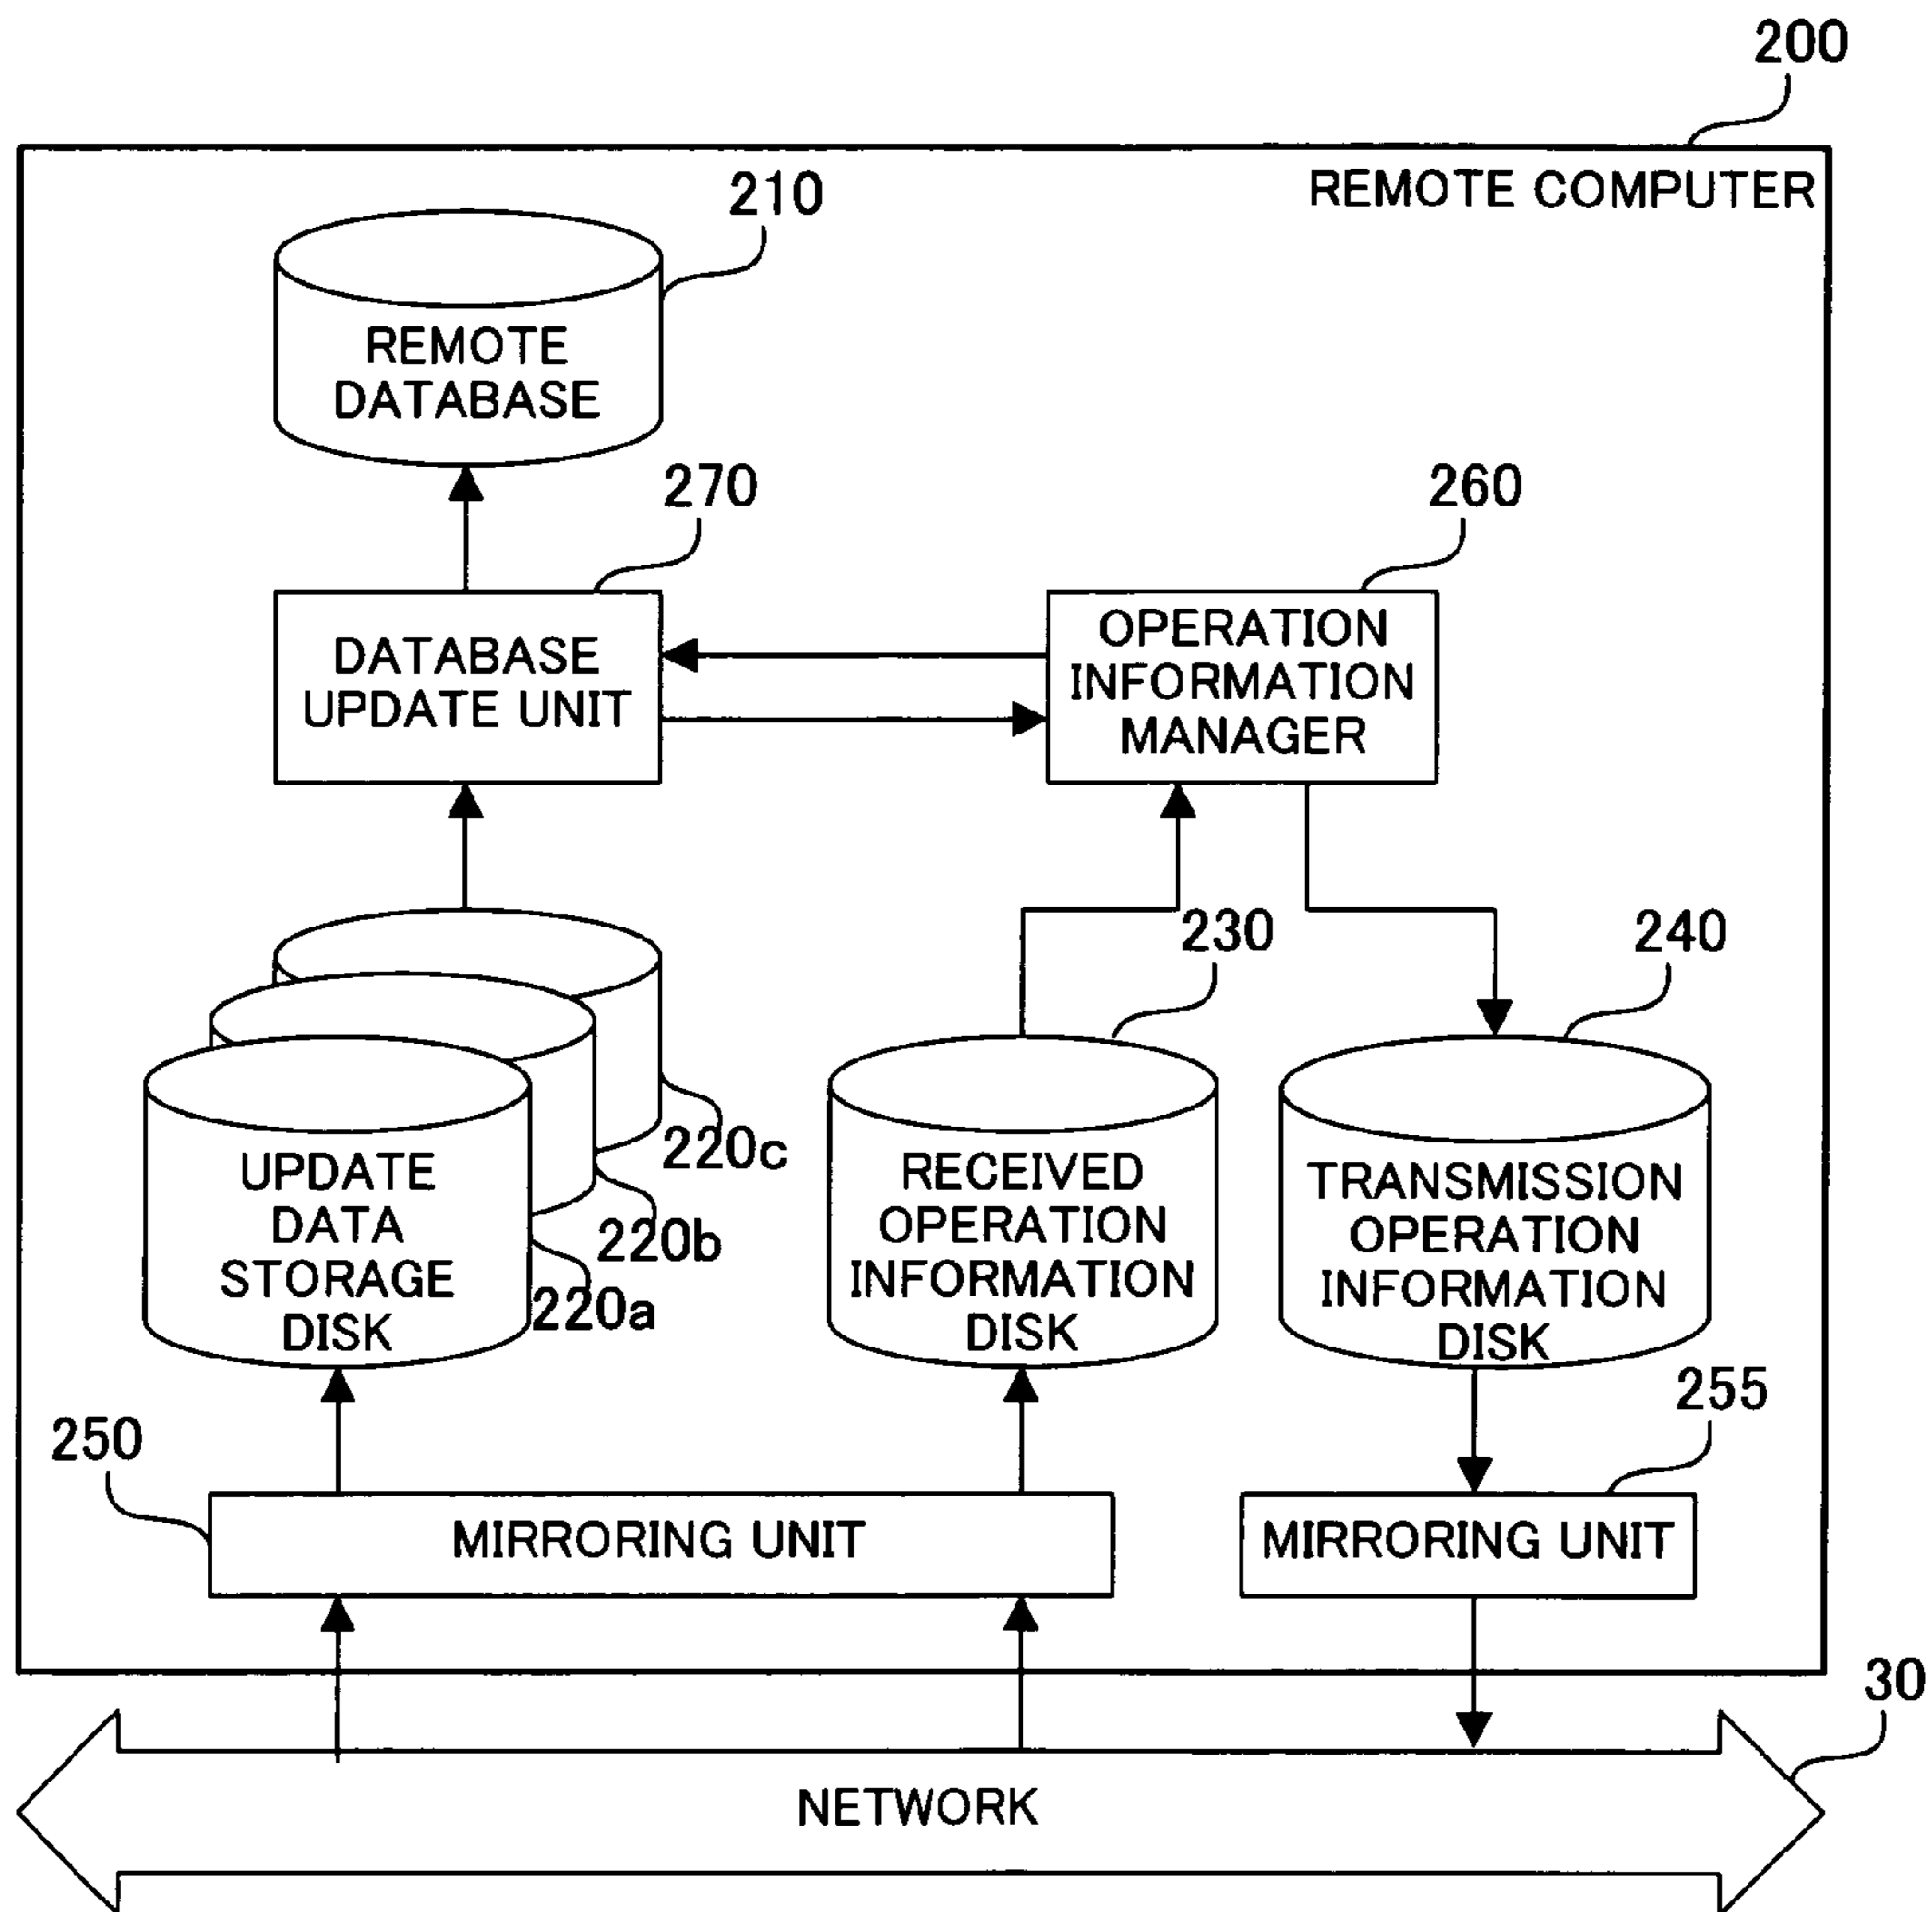 200
REMOTE COMPUTER
210
REMOTE
DATABASE
270
260
DATABASE
UPDATE UNIT
OPERATION
INFORMATION
MANAGER
230
240
220c
220b
220a
UPDATE
DATA
STORAGE
DISK
RECEIVED
OPERATION
INFORMATION
DISK
TRANSMISSION
OPERATION
INFORMATION
DISK
250
255
MIRRORING UNIT
MIRRORING UNIT
30
NETWORK